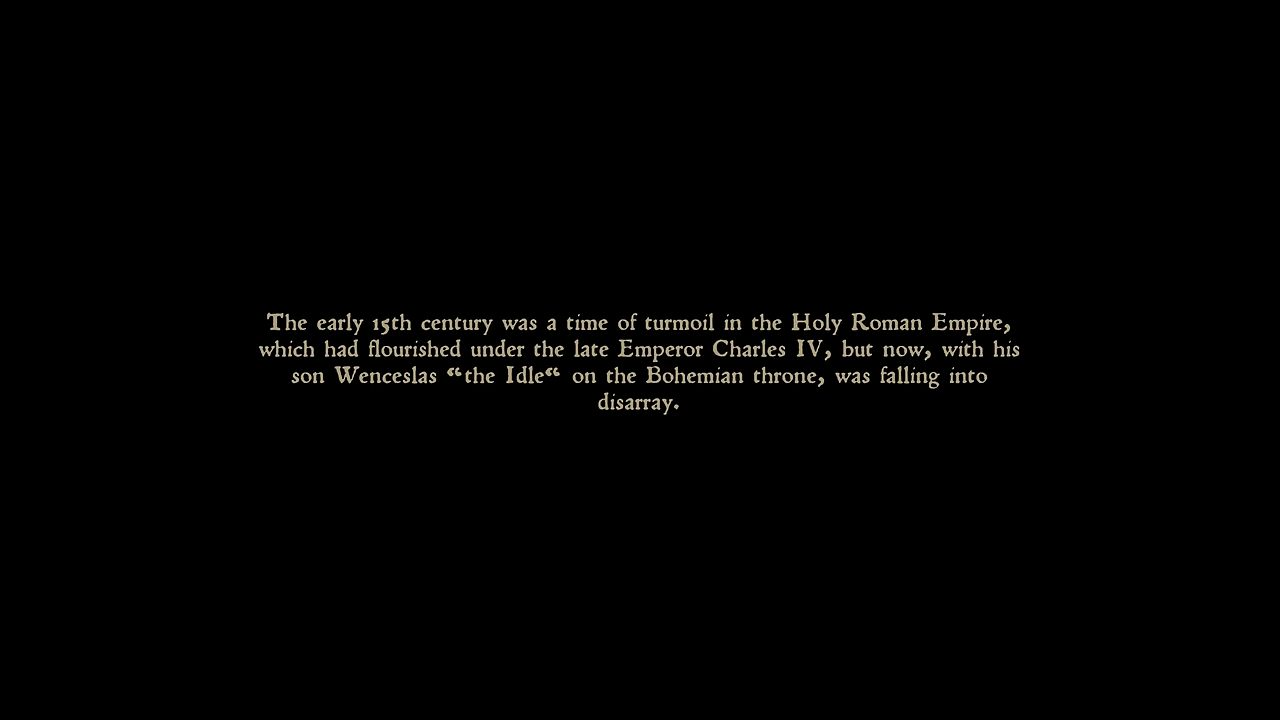 The early 15th century was a time of turmoil in the Holy Roman Empire,
which had flourished under the late Emperor Charles IV, but now, with his
son Wenceslas “the Idle“ on the Bohemian throne, was falling into
disarray.